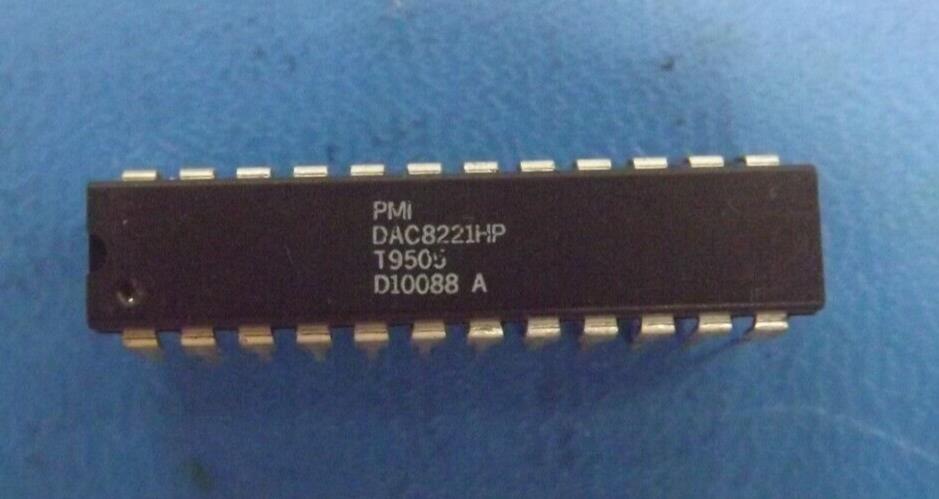 PMI
DAC8221HP
T9505
D10088 A